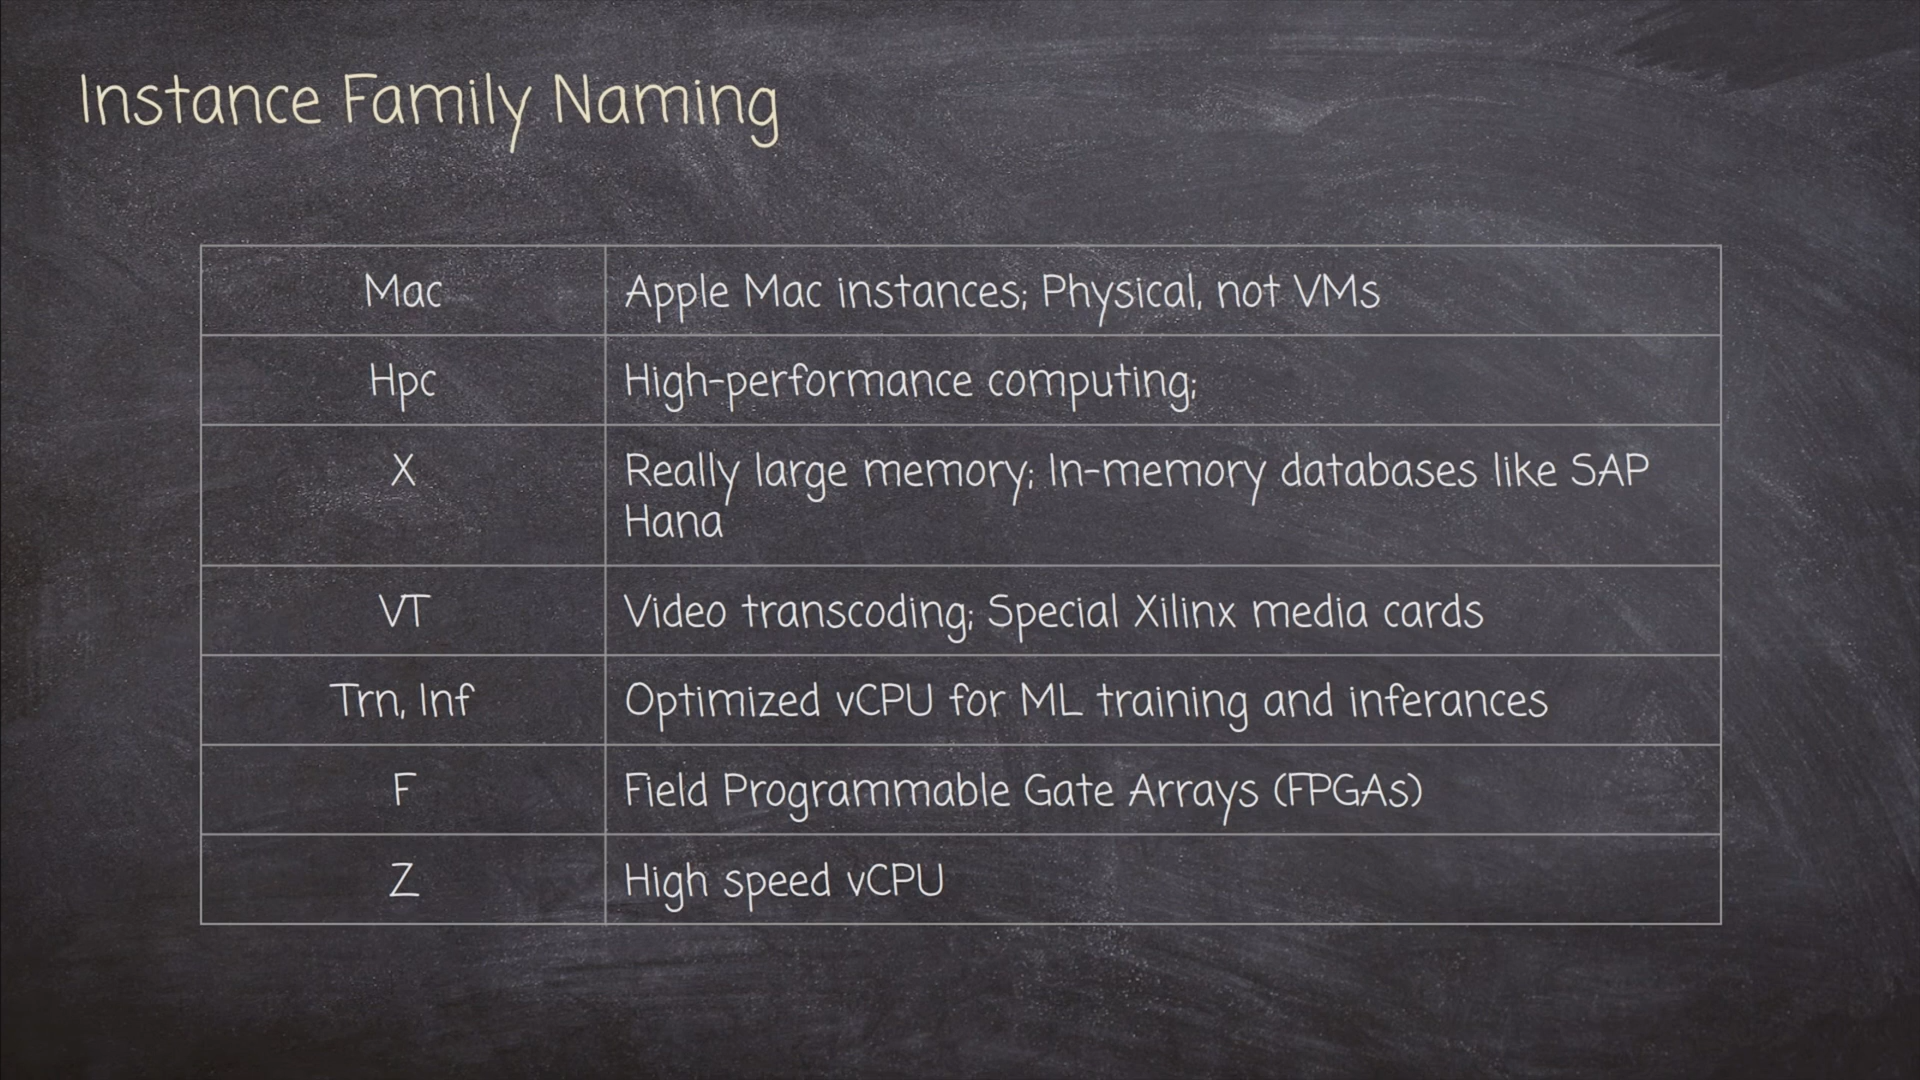 Instance Family Naming
Mac
Apple Mac instances; Physical, not VMs
Hpc
High-performance computing;
X
Really large memory; In-memory databases like SAP
Hana
VT
Video transcoding; Special Xilinx media cards
Trn, Inf
Optimized vCPU for ML training and inferances
F
Field Programmable Gate Arrays (FPGAs)
Z
High speed vCPU